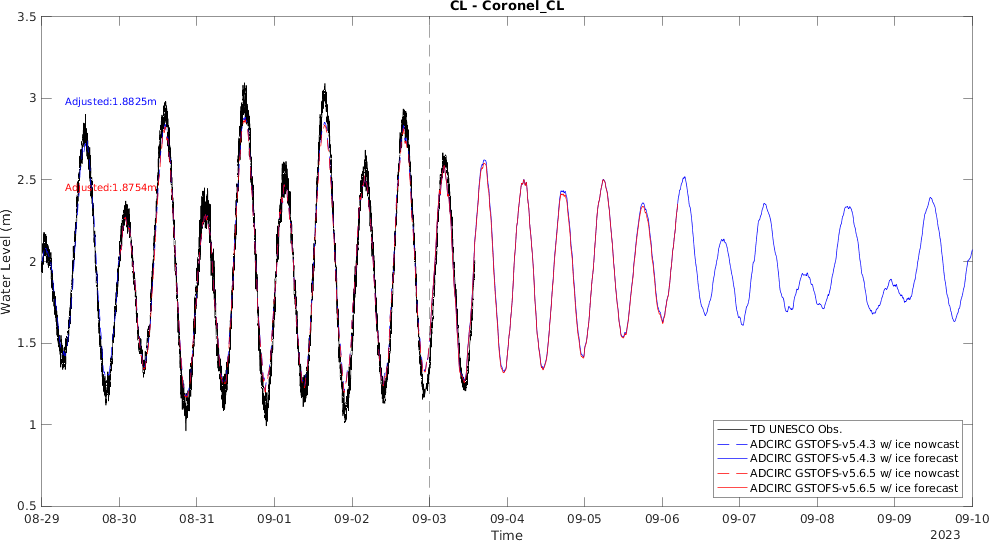 CL - Coronel_CL
3.5
3
2.5
2
1.5
1
0.5
Water Level (m)
Adjusted:1.8825m
Adjusted:1.8754m
TD UNESCO Obs.
ADCIRC GSTOFS-v5.4.3 w/ ice nowcast
ADCIRC GSTOFS-v5.4.3 w/ ice forecast
ADCIRC GSTOFS-v5.6.5 w/ ice nowcast
ADCIRC GSTOFS-v5.6.5 w/ ice forecast
08-29 08-30 08-31 09-01 09-02 09-03 09-04 09-05 09-06 09-07 09-08 09-09 09-10
Time
2023